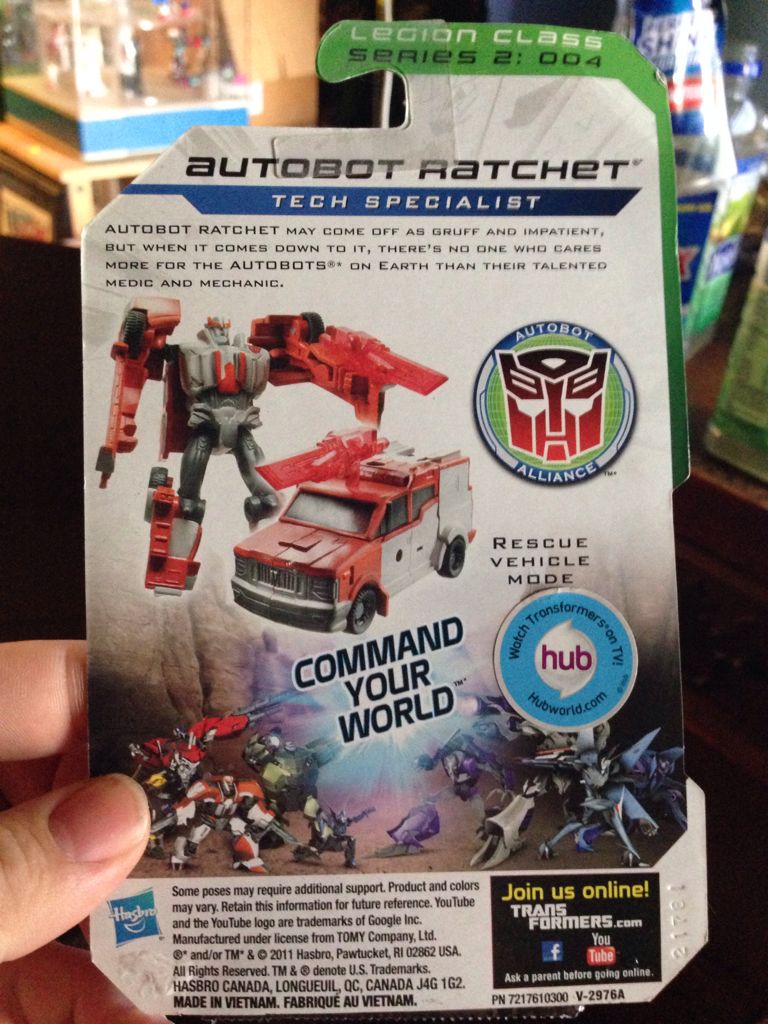 LEGION CLASS
SERIES 2: 004
AUTOBOT RATCHET®
TECH SPECIALIST
AUTOBOT RATCHET MAY COME OFF AS GRUFF AND IMPATIENT,
BUT WHEN IT COMES DOWN TO IT, THERE'S NO ONE WHO CARES
MORE FOR THE AUTOBOTS®* ON EARTH THAN THEIR TALENTED
MEDIC AND MECHANIC.
AUTOBOT
ALLIANCE™*
RESCUE
VEHICLE
MODE
Watch Transformers® on TV!
hub
Hubworld.com
COMMAND
YOUR
WORLD™
Hasbro
Some poses may require additional support. Product and colors
may vary. Retain this information for future reference. YouTube
and the YouTube logo are trademarks of Google Inc.
Manufactured under license from TOMY Company, Ltd.
®* and/or TM* & © 2011 Hasbro, Pawtucket, RI 02862 USA.
All Rights Reserved. TM & ® denote U.S. Trademarks.
HASBRO CANADA, LONGUEUIL, QC, CANADA J4G 1G2.
MADE IN VIETNAM. FABRIQUÉ AU VIETNAM.
Join us online!
TRANSFORMERS.com
f
You
Tube
Ask a parent before going online.
PN 7217610300 V-2976A